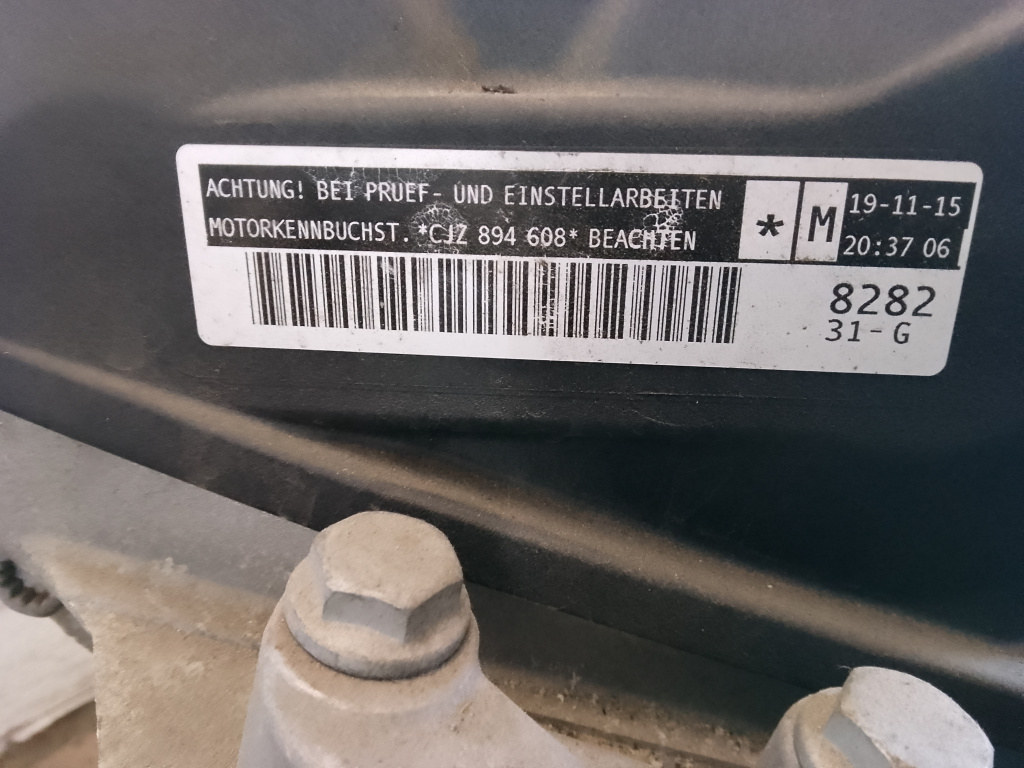 ACHTUNG! BEI PRUEF- UND EINSTELLARBEITEN
MOTORKENNBUCHST. *CJZ 894 608* BEACHTEN
* M
19-11-15
20:37 06
8282
31-G